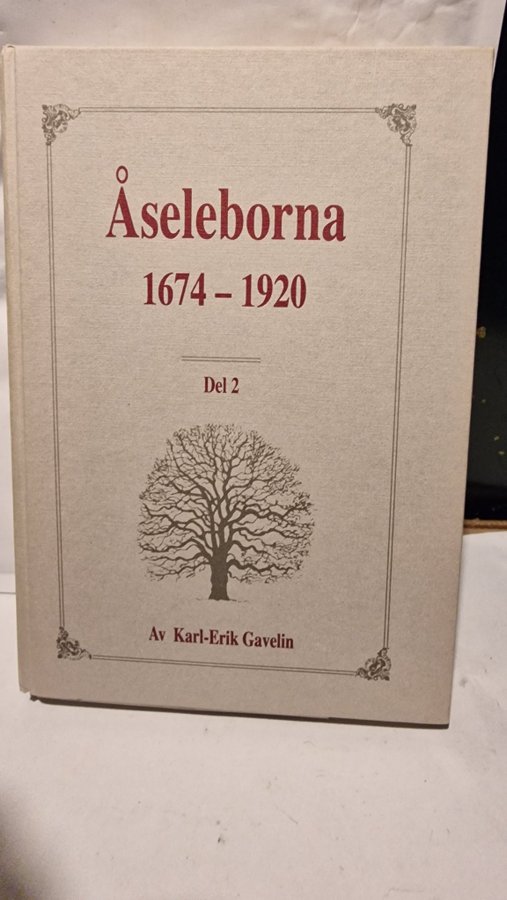 Åseleborna
1674 – 1920
Del 2
Av Karl-Erik Gavelin